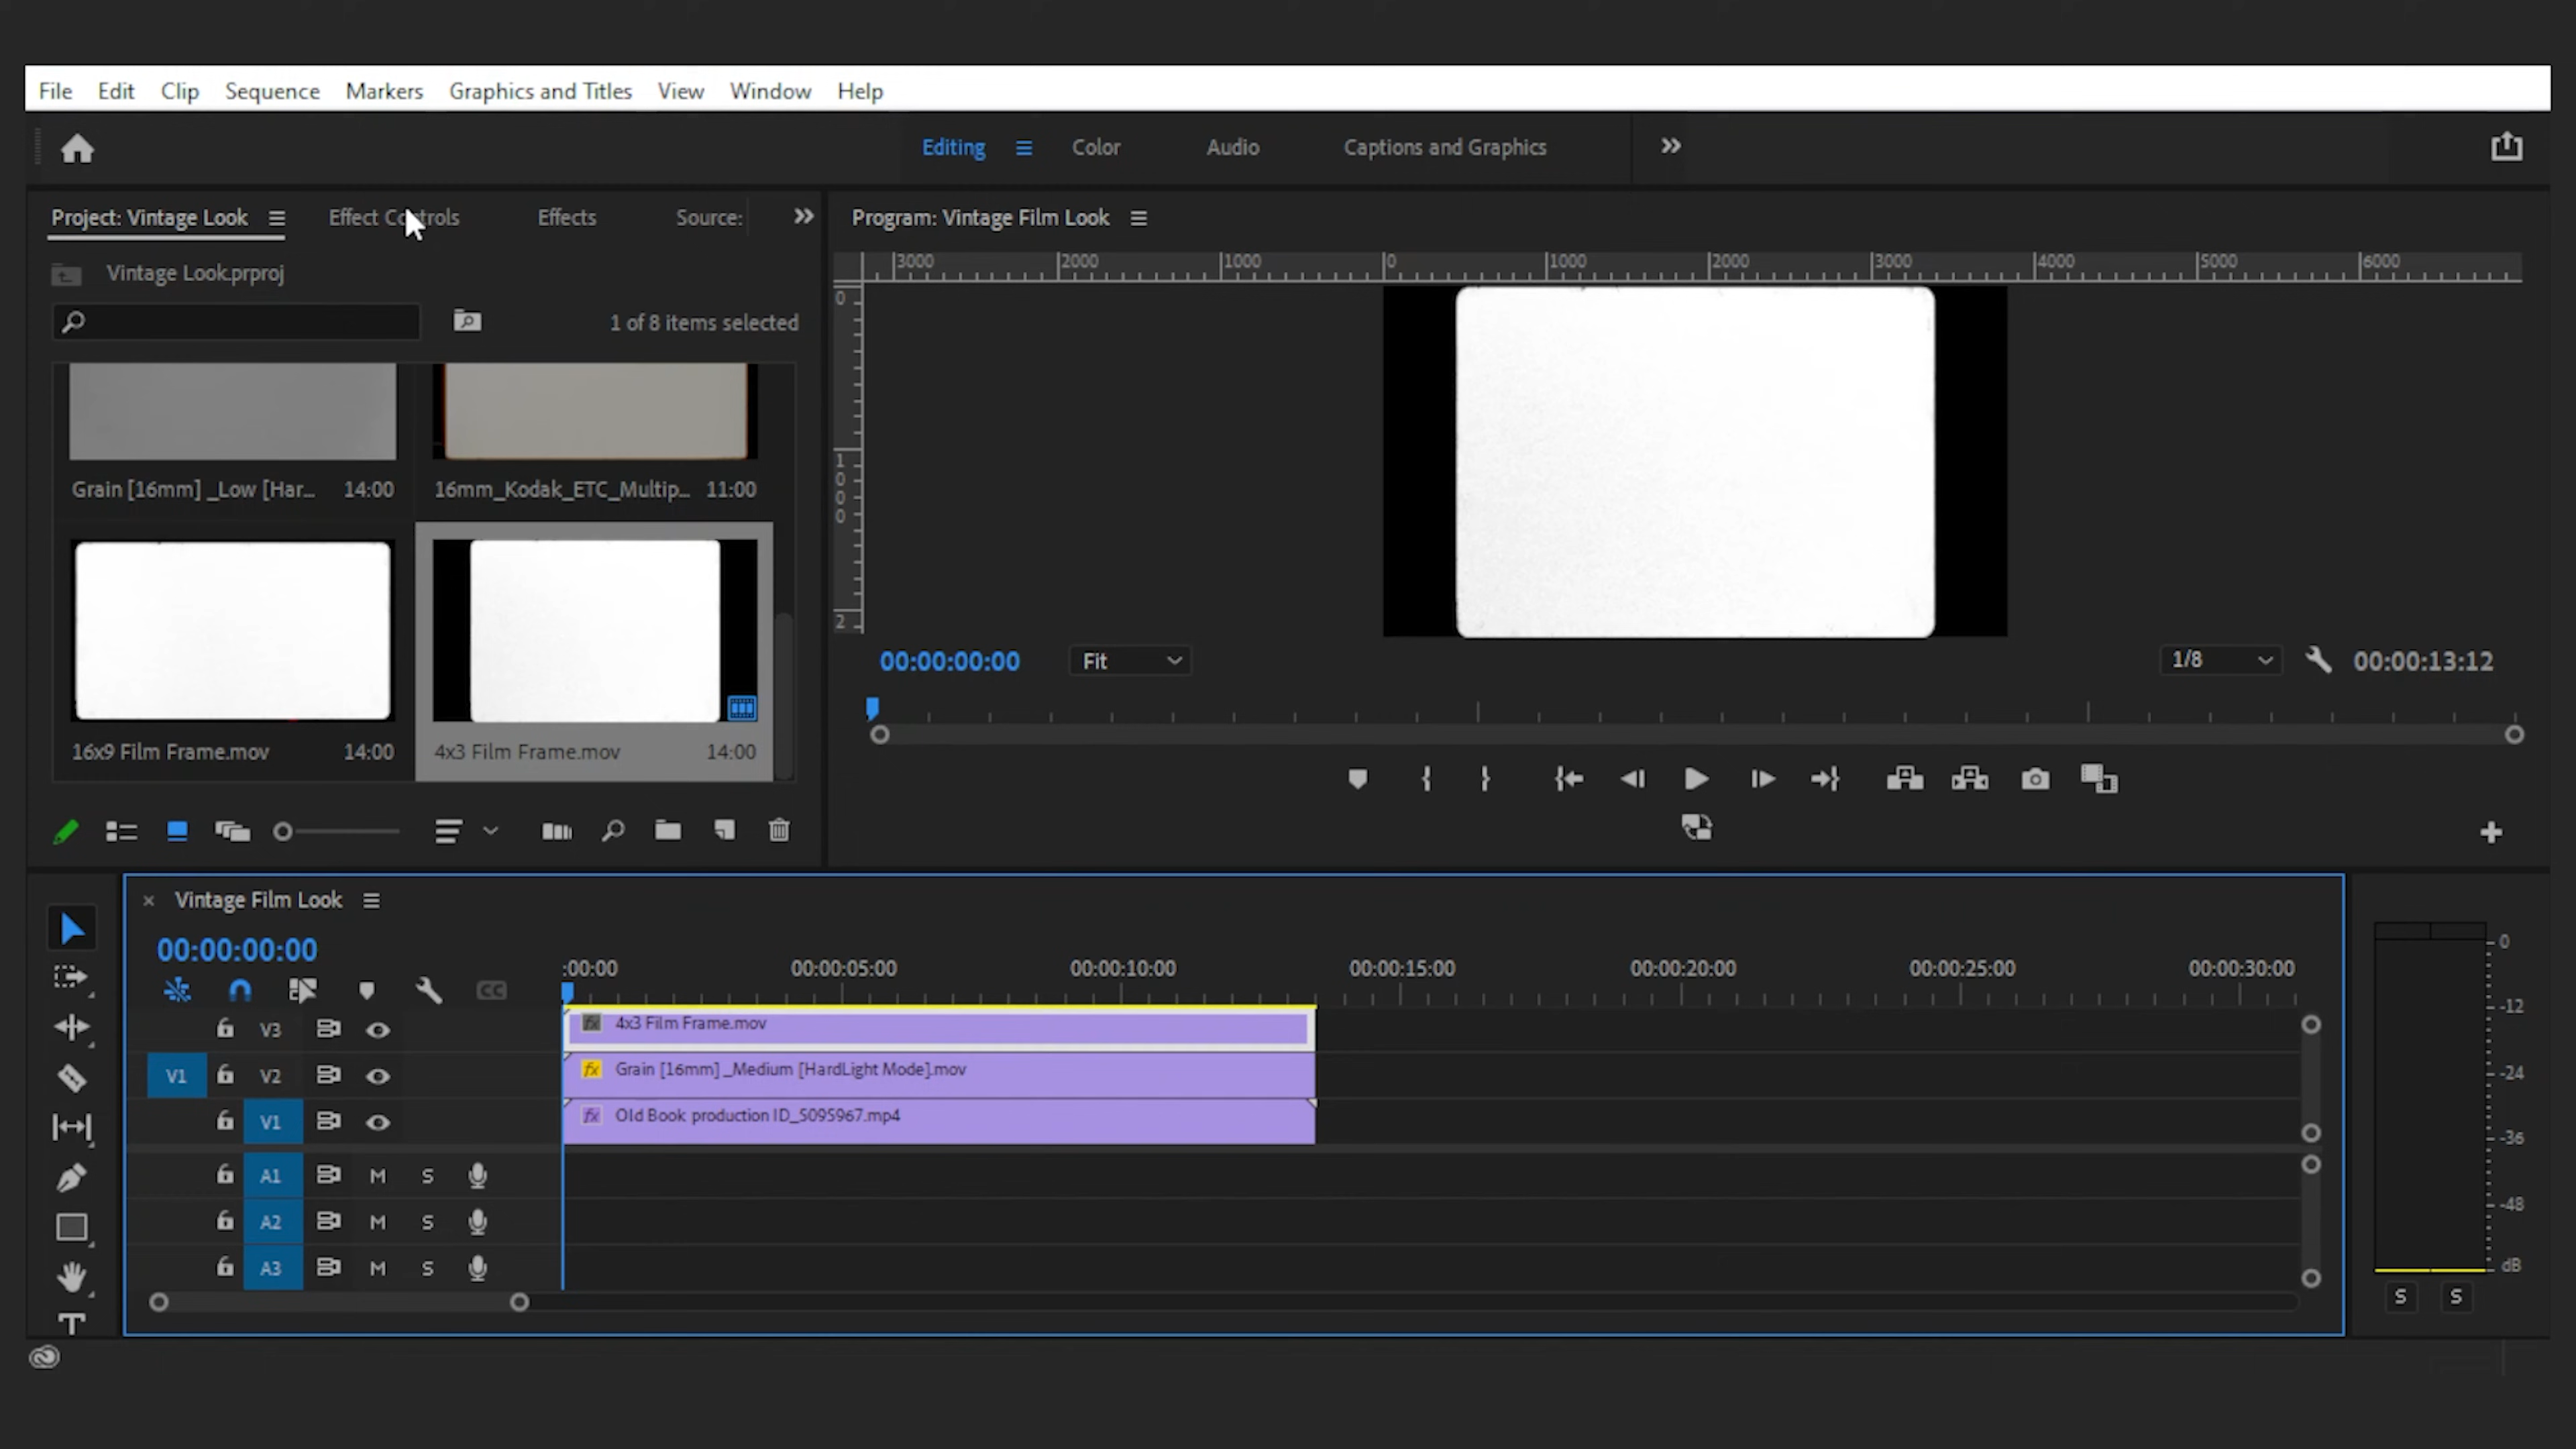 File Edit Clip Sequence Markers Graphics and Titles View Window Help
Editing Color Audio Captions and Graphics
Project: Vintage Look Effect Controls Effects Source:
Program: Vintage Film Look
Vintage Look.prproj
1 of 8 items selected
3000 2000 1000 0 1000 2000 3000 4000 5000 6000
0
1000
2
Grain [16mm] _Low [Har... 14:00 16mm_Kodak_ETC_Multip... 11:00
16x9 Film Frame.mov 14:00 4x3 Film Frame.mov 14:00
00:00:00:00 Fit 1/8 00:00:13:12
Vintage Film Look
00:00:00:00
:00:00 00:00:05:00 00:00:10:00 00:00:15:00 00:00:20:00 00:00:25:00 00:00:30:00
CC
V3 fx 4x3 Film Frame.mov
V1 V2 fx Grain [16mm] _Medium [HardLight Mode].mov
V1 fx Old Book production ID_5095967.mp4
A1 M S
A2 M S
A3 M S
T
0
-12
-24
-36
-48
dB
S S